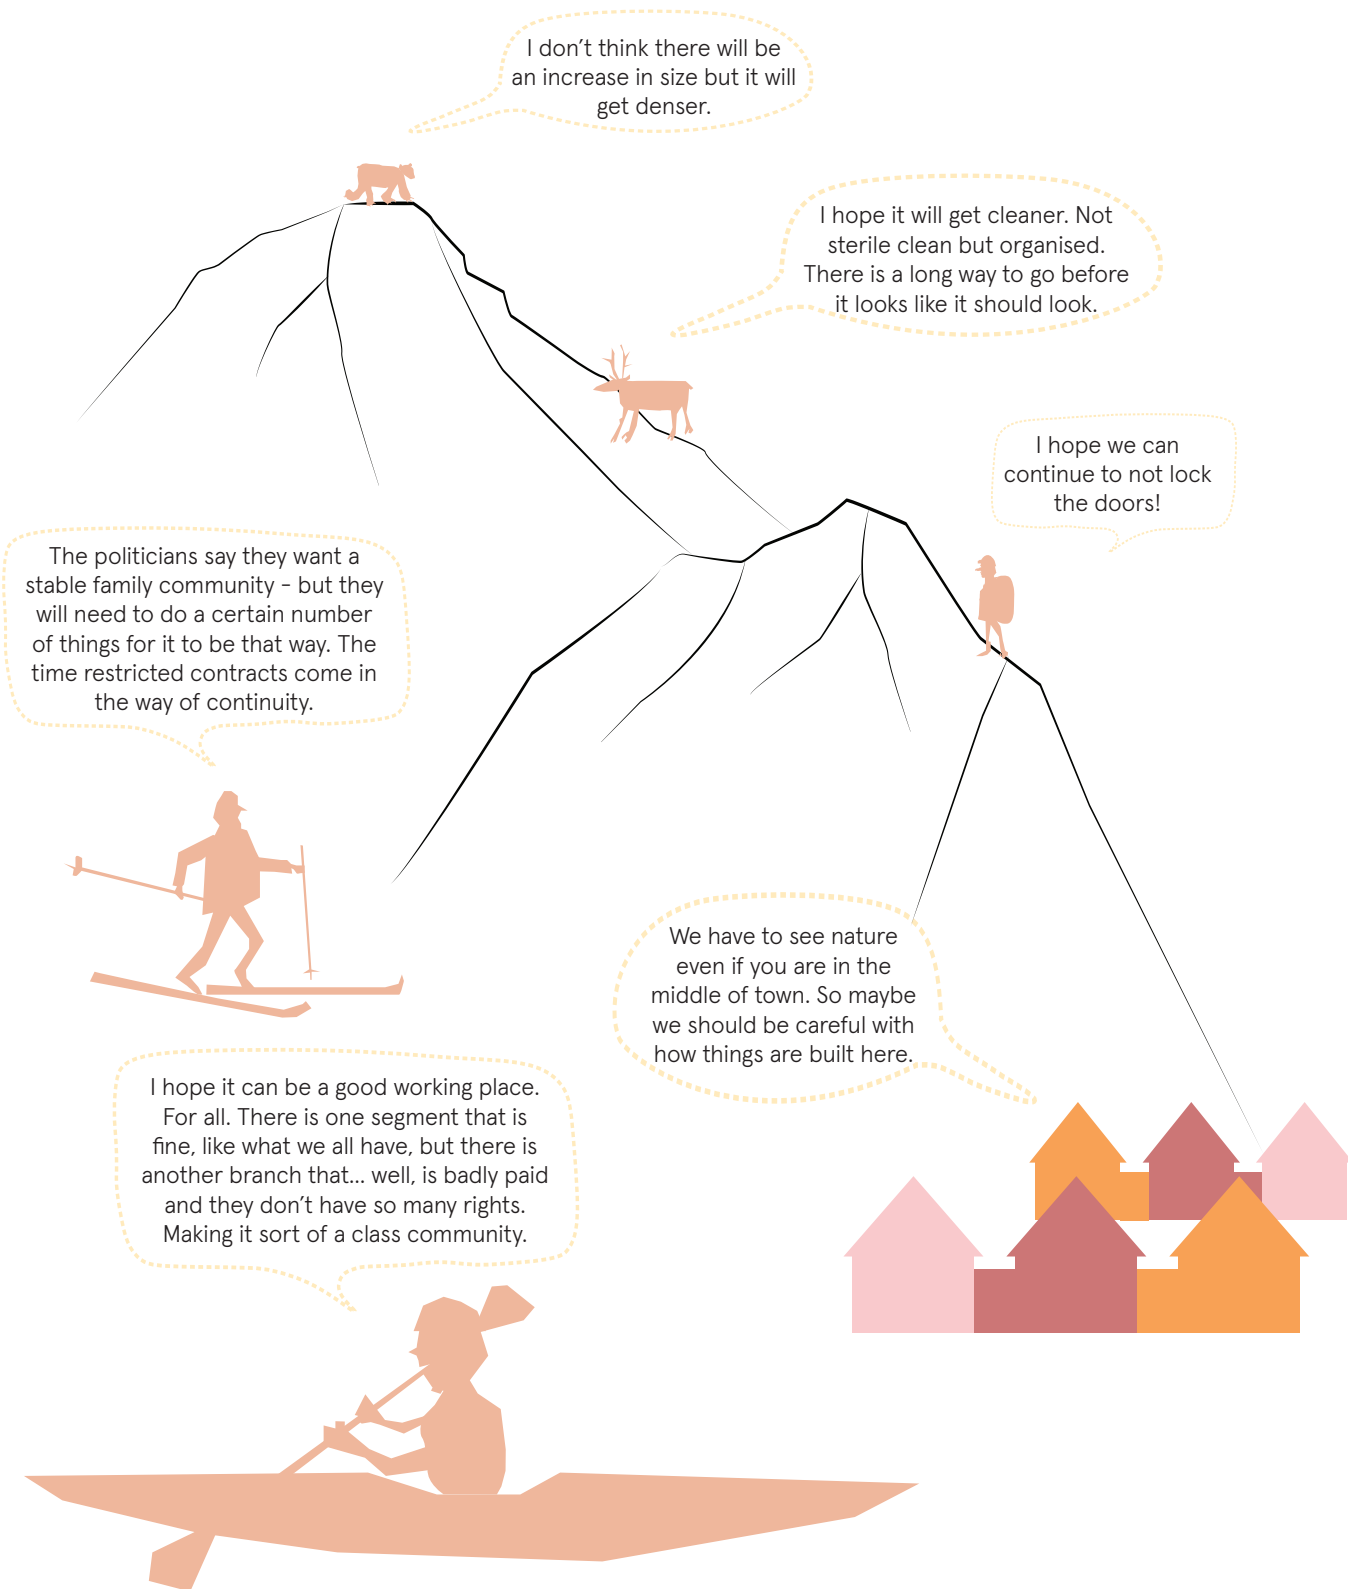 I don’t think there will be
an increase in size but it will
get denser.
I hope it will get cleaner. Not
sterile clean but organised.
There is a long way to go before
it looks like it should look.
I hope we can
continue to not lock
the doors!
The politicians say they want a
stable family community - but they
will need to do a certain number
of things for it to be that way. The
time restricted contracts come in
the way of continuity.
We have to see nature
even if you are in the
middle of town. So maybe
we should be careful with
how things are built here.
I hope it can be a good working place.
For all. There is one segment that is
fine, like what we all have, but there is
another branch that... well, is badly paid
and they don’t have so many rights.
Making it sort of a class community.